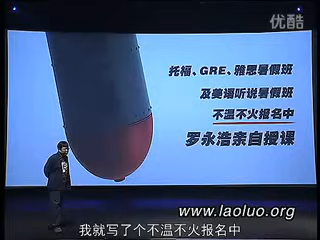 优酷
托福、GRE、雅思暑假班
及美语听说暑假班
不温不火报名中
罗永浩亲自授课
www.laoluo.org
我就写了个不温不火报名中